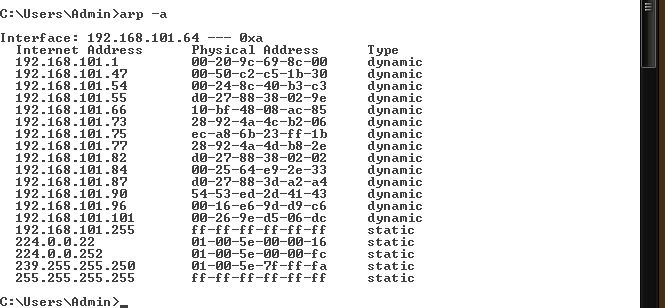 C:\Users\Admin>arp -a
Interface: 192.168.101.64 --- 0xa
Internet Address Physical Address Type
192.168.101.1 00-20-9c-69-8c-00 dynamic
192.168.101.47 00-50-c2-c5-1b-30 dynamic
192.168.101.54 00-24-8c-40-b3-c3 dynamic
192.168.101.55 d0-27-88-38-02-9e dynamic
192.168.101.66 10-bf-48-08-ac-85 dynamic
192.168.101.73 28-92-4a-4c-b2-06 dynamic
192.168.101.75 ec-a8-6b-23-ff-1b dynamic
192.168.101.77 28-92-4a-4d-b8-2e dynamic
192.168.101.82 d0-27-88-38-02-02 dynamic
192.168.101.84 00-25-64-e9-2e-33 dynamic
192.168.101.87 d0-27-88-3d-a2-a4 dynamic
192.168.101.90 54-53-ed-2d-41-43 dynamic
192.168.101.96 00-16-e6-9d-d9-c6 dynamic
192.168.101.101 00-26-9e-d5-06-dc dynamic
192.168.101.255 ff-ff-ff-ff-ff-ff static
224.0.0.22 01-00-5e-00-00-16 static
224.0.0.252 01-00-5e-00-00-fc static
239.255.255.250 01-00-5e-7f-ff-fa static
255.255.255.255 ff-ff-ff-ff-ff-ff static
C:\Users\Admin>_